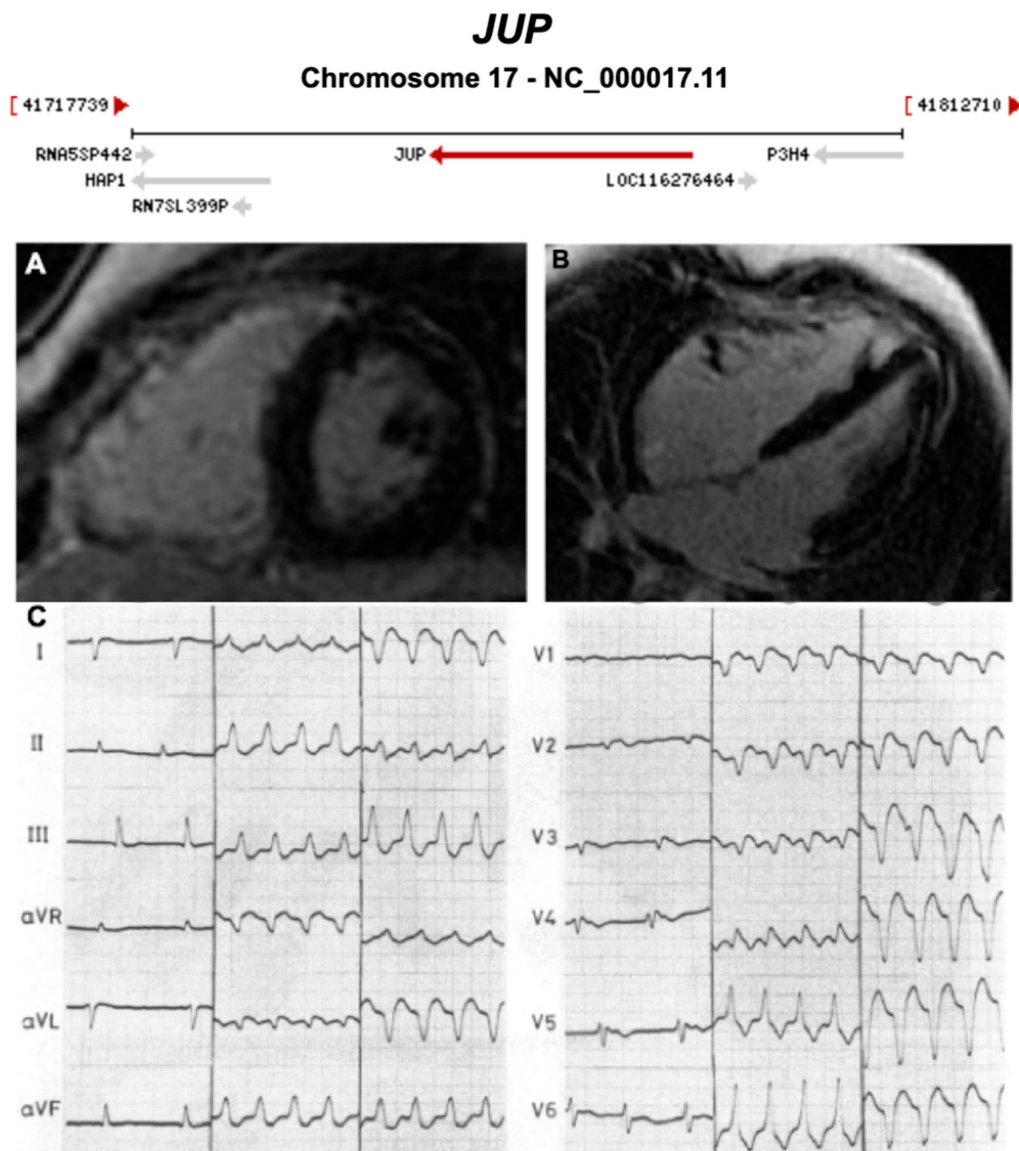 JUP
Chromosome 17 - NC_000017.11
[ 41717739
41812710
RNA5SP442
JUP
P3H4
HAP1
LOC116276464
RN7SL399P
A
B
C
I
II
III
aVR
aVL
aVF
V1
V2
V3
V4
V5
V6